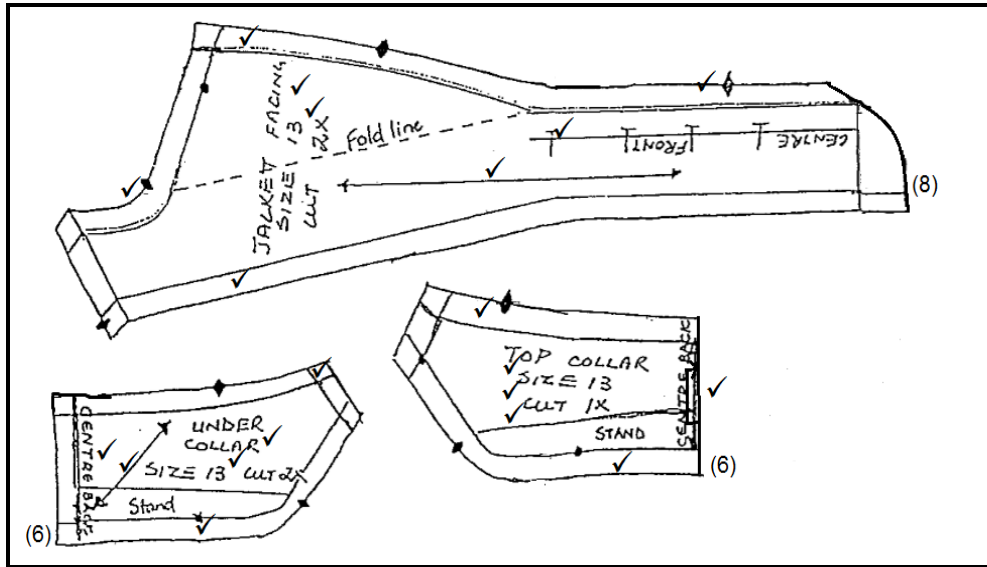 JACKET FACING
SIZE 13
CUT 2X
Fold line
FRONT
CENTRE
(8)
TOP COLLAR
SIZE 13
CUT 1X
STAND
SENTRE BACK
(6)
UNDER
COLLAR
SIZE 13 CUT 2X
Stand
CENTRE BACK
(6)